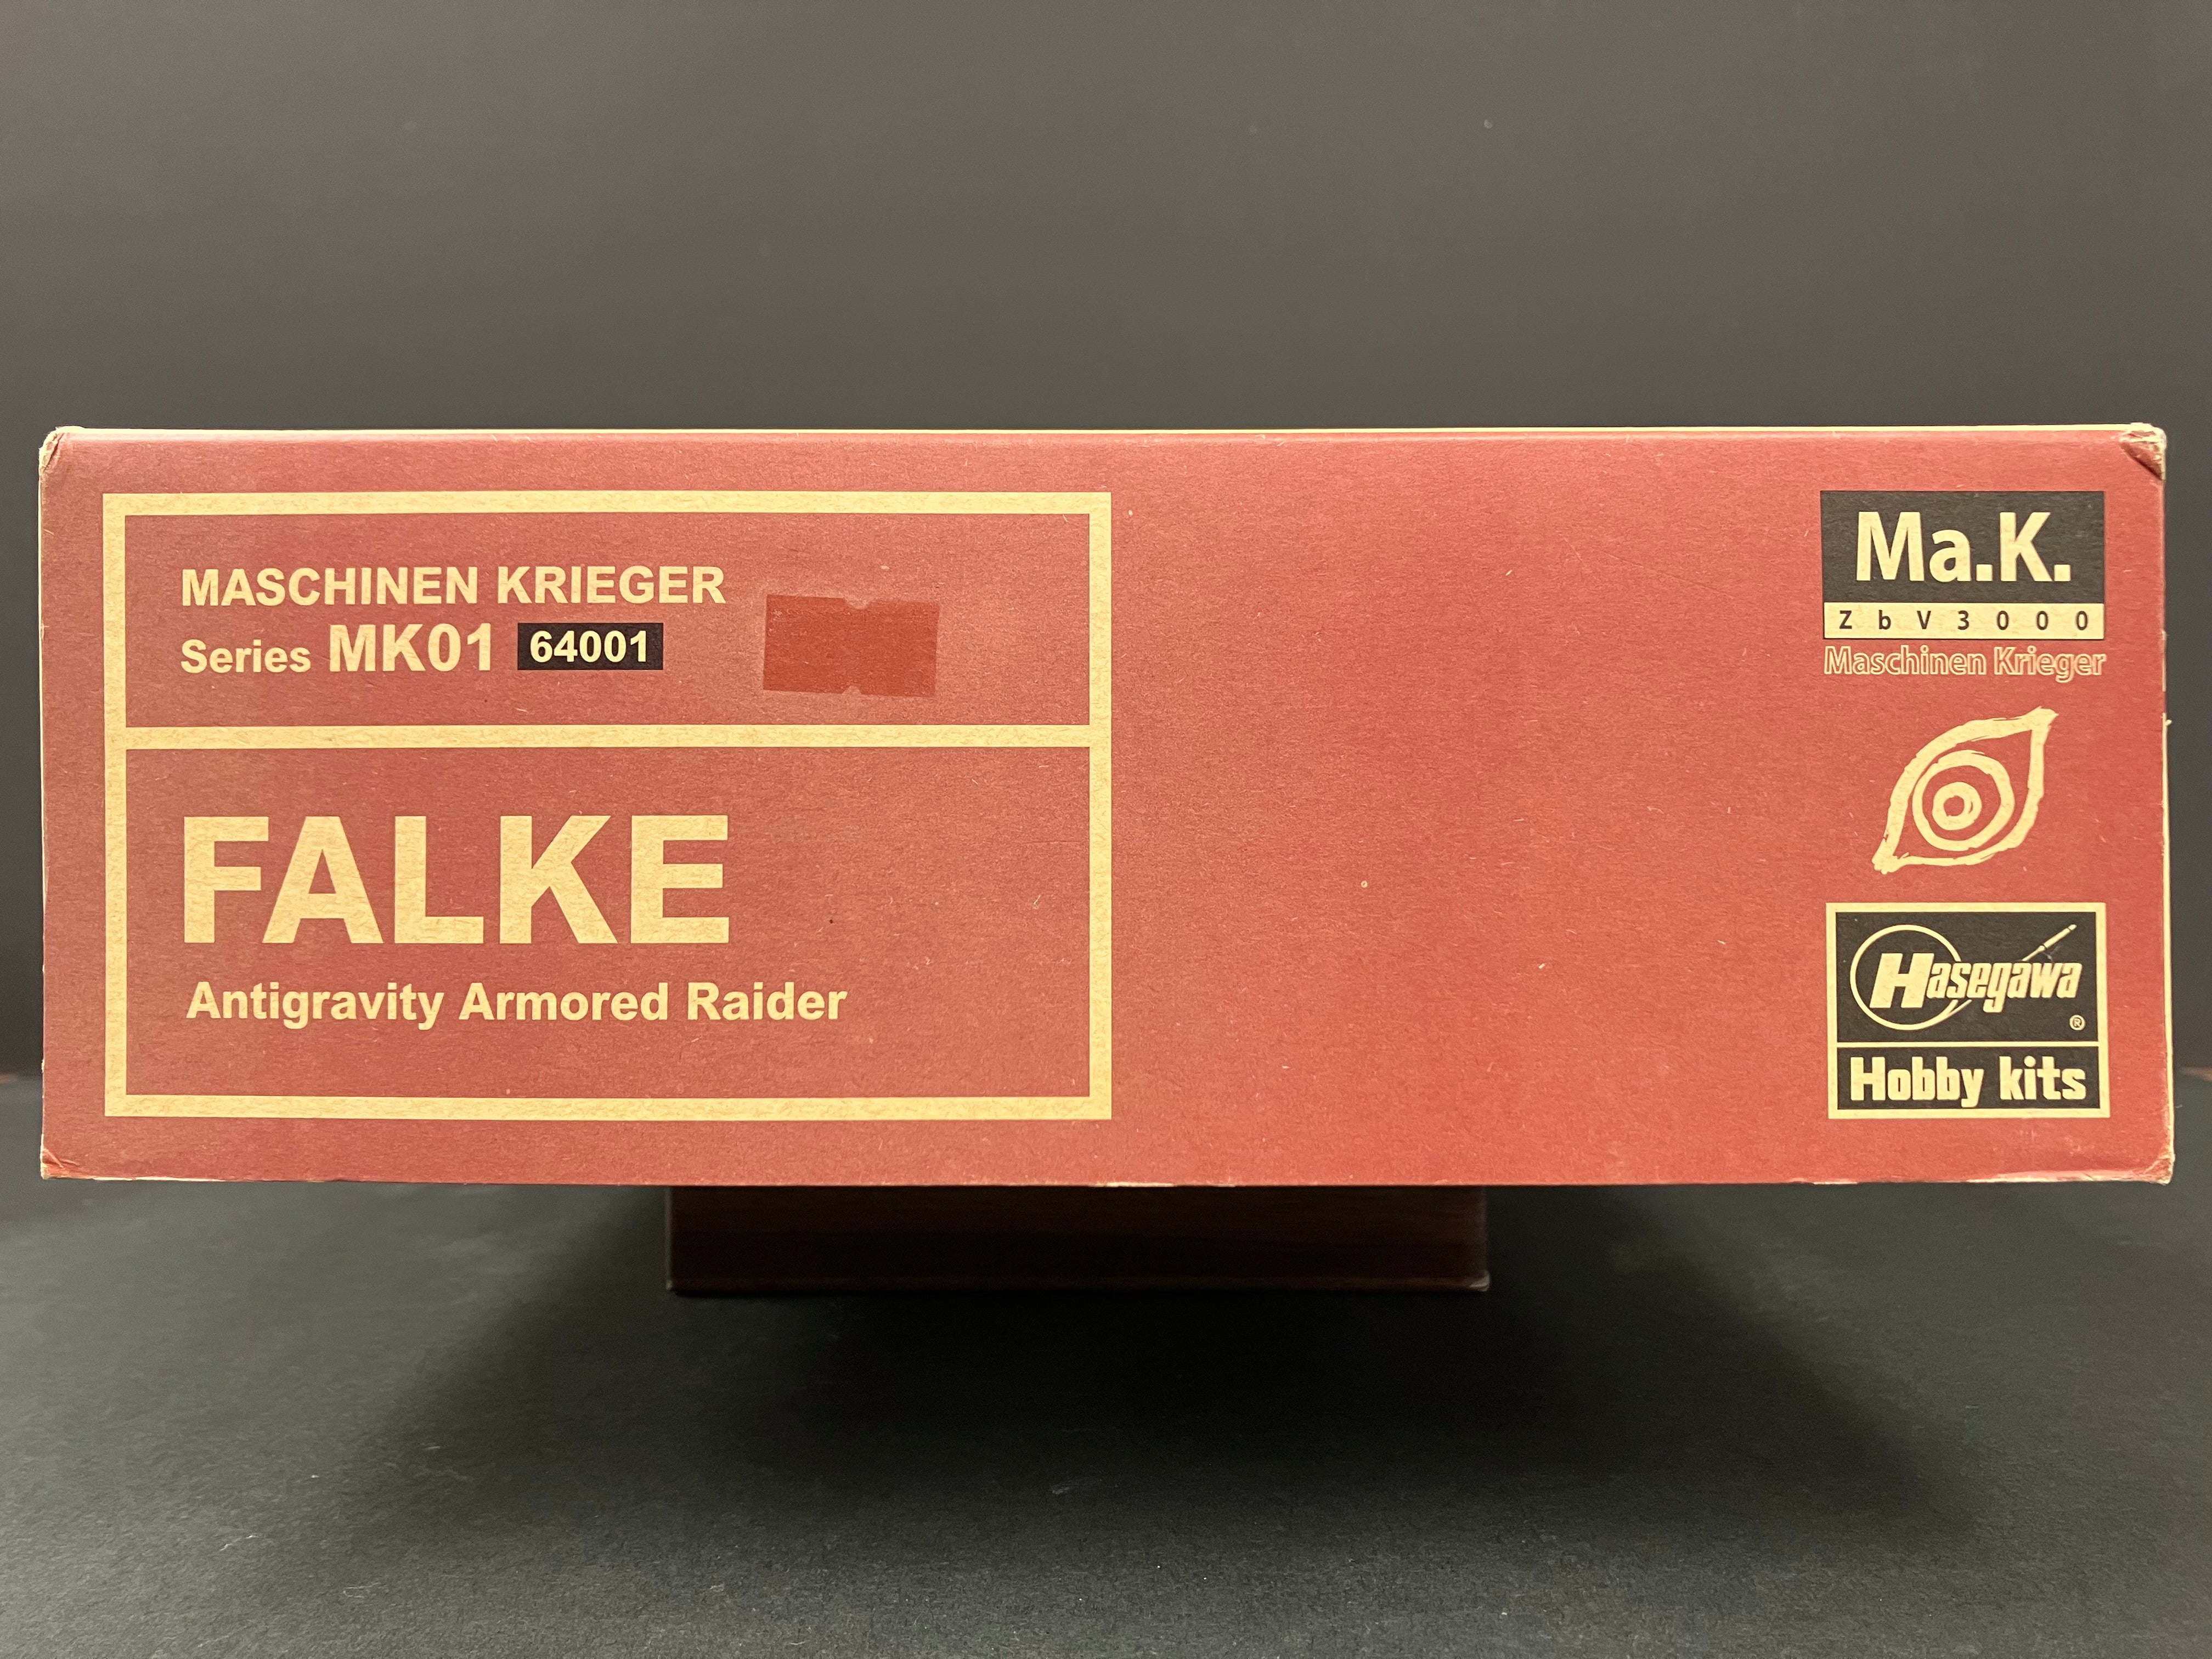 MASCHINEN KRIEGER
Series MK01 64001
FALKE
Antigravity Armored Raider
Ma.K.
ZbV3000
Maschinen Krieger
Hasegawa®
Hobby kits